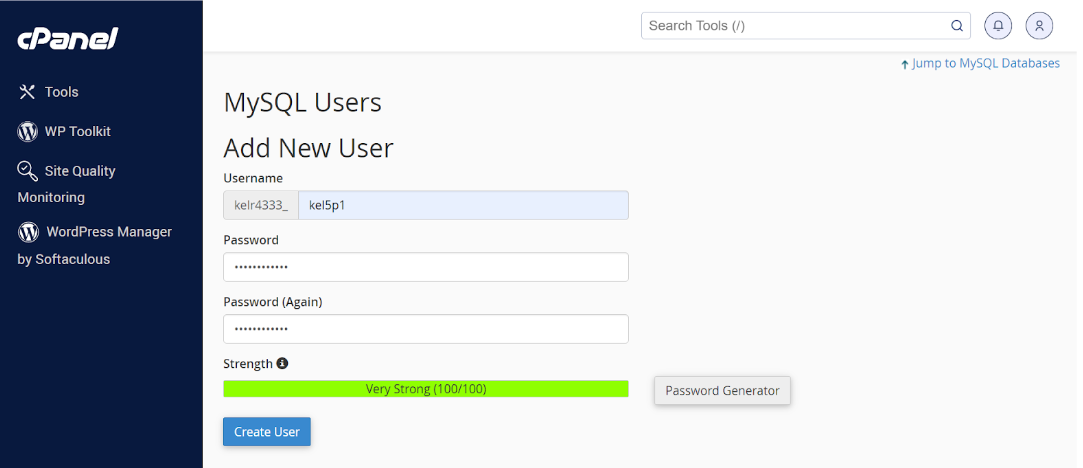 cPanel
Search Tools (/)
Jump to MySQL Databases
Tools
WP Toolkit
Site Quality
Monitoring
WordPress Manager
by Softaculous
MySQL Users
Add New User
Username
kelr4333_ kel5p1
Password
••••••••••••
Password (Again)
••••••••••••
Strength
Very Strong (100/100)
Password Generator
Create User